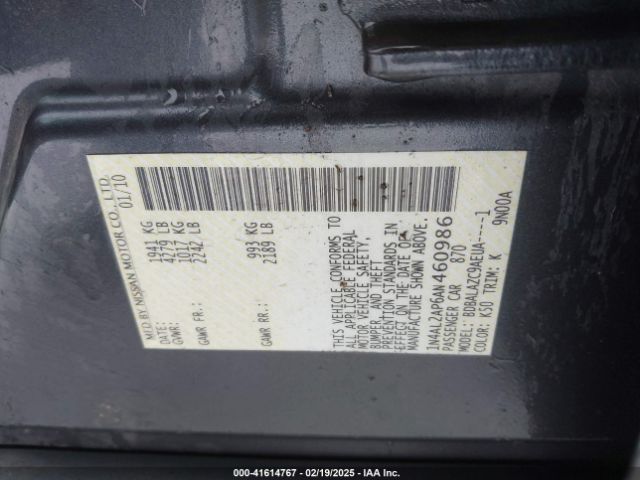 MFD BY NISSAN MOTOR CO., LTD.
DATE: 01/10
GVWR: 1941 KG
4279 LB
GAWR FR.: 1017 KG
2242 LB
GAWR RR.: 993 KG
2189 LB
THIS VEHICLE CONFORMS TO
ALL APPLICABLE FEDERAL
MOTOR VEHICLE SAFETY,
BUMPER, AND THEFT
PREVENTION STANDARDS IN
EFFECT ON THE DATE OF
MANUFACTURE SHOWN ABOVE.
1N4AL2AP6AN460986
PASSENGER CAR 870
MODEL: BDBALAZC9AEUA----1
COLOR: K50 TRIM: K 9N00A
000-41614767 - 02/19/2025 - IAA Inc.